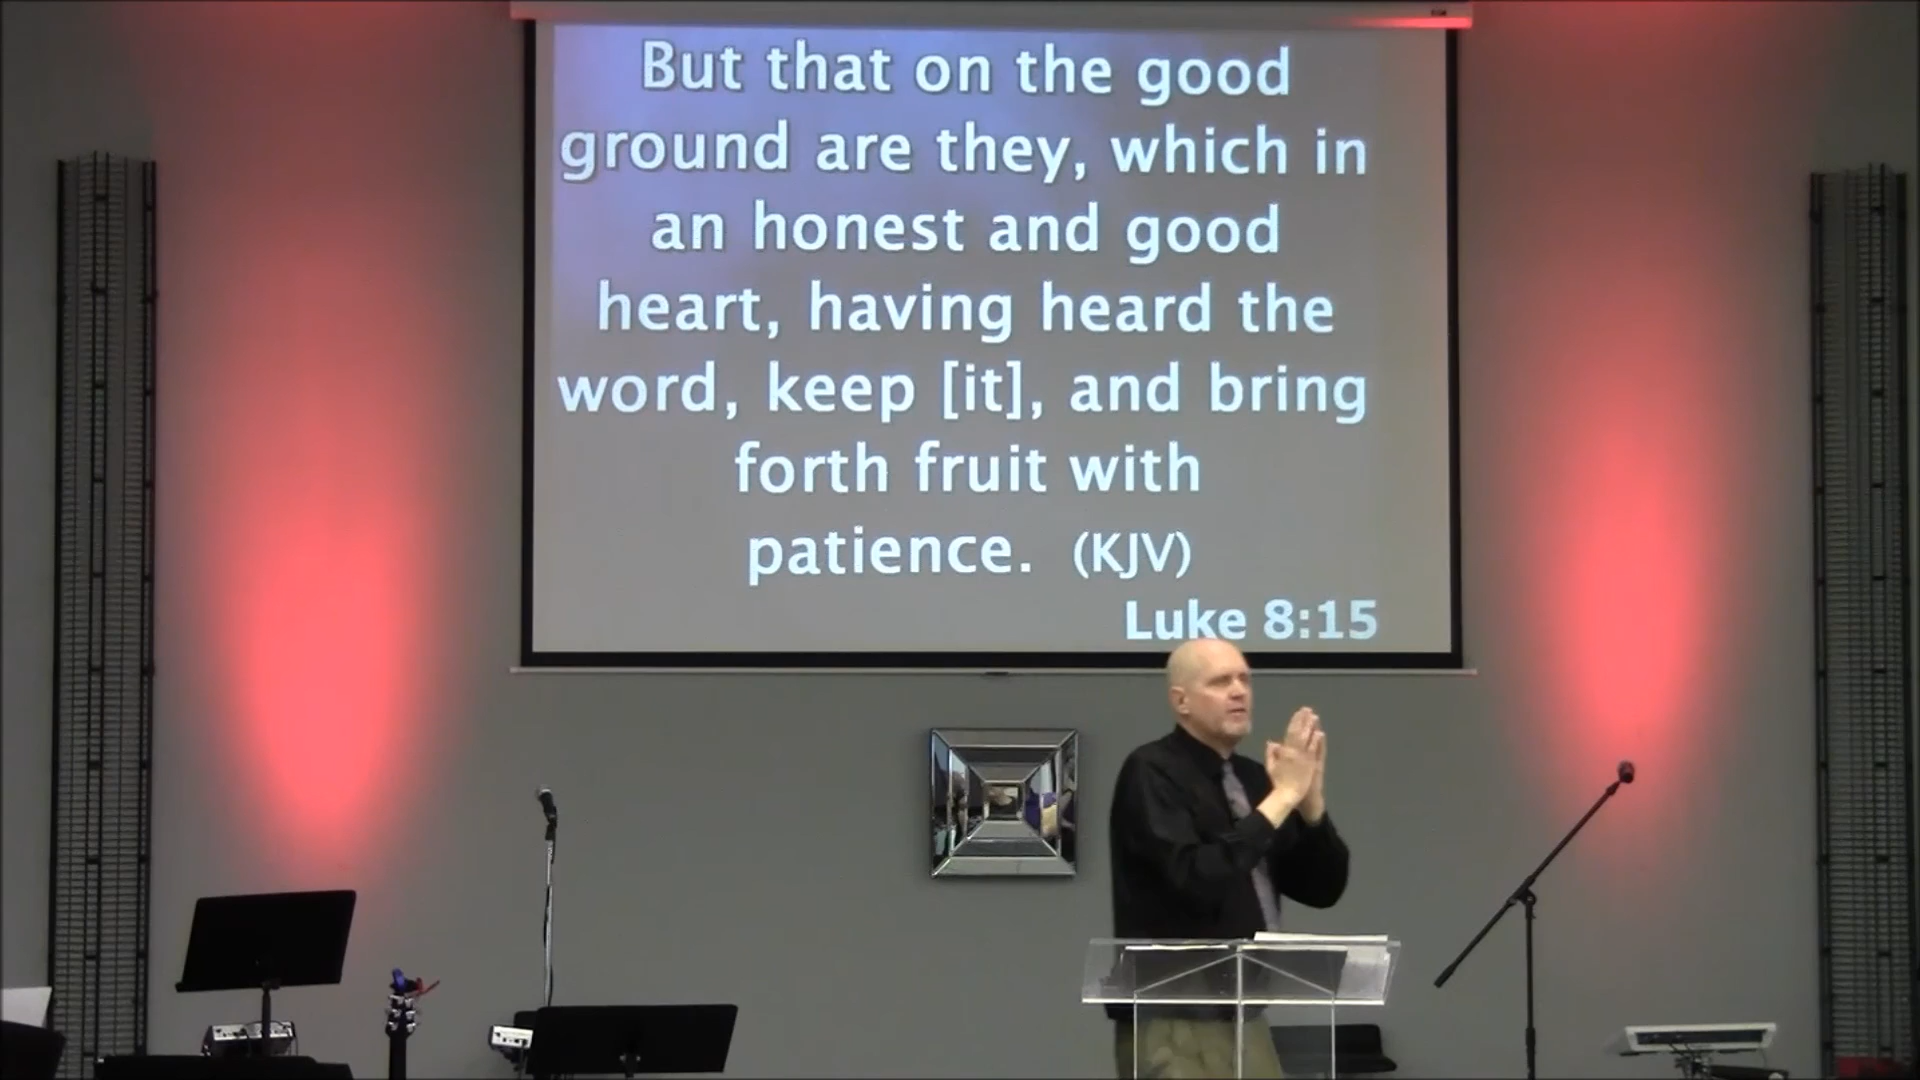 But that on the good
ground are they, which in
an honest and good
heart, having heard the
word, keep [it], and bring
forth fruit with
patience. (KJV)
Luke 8:15